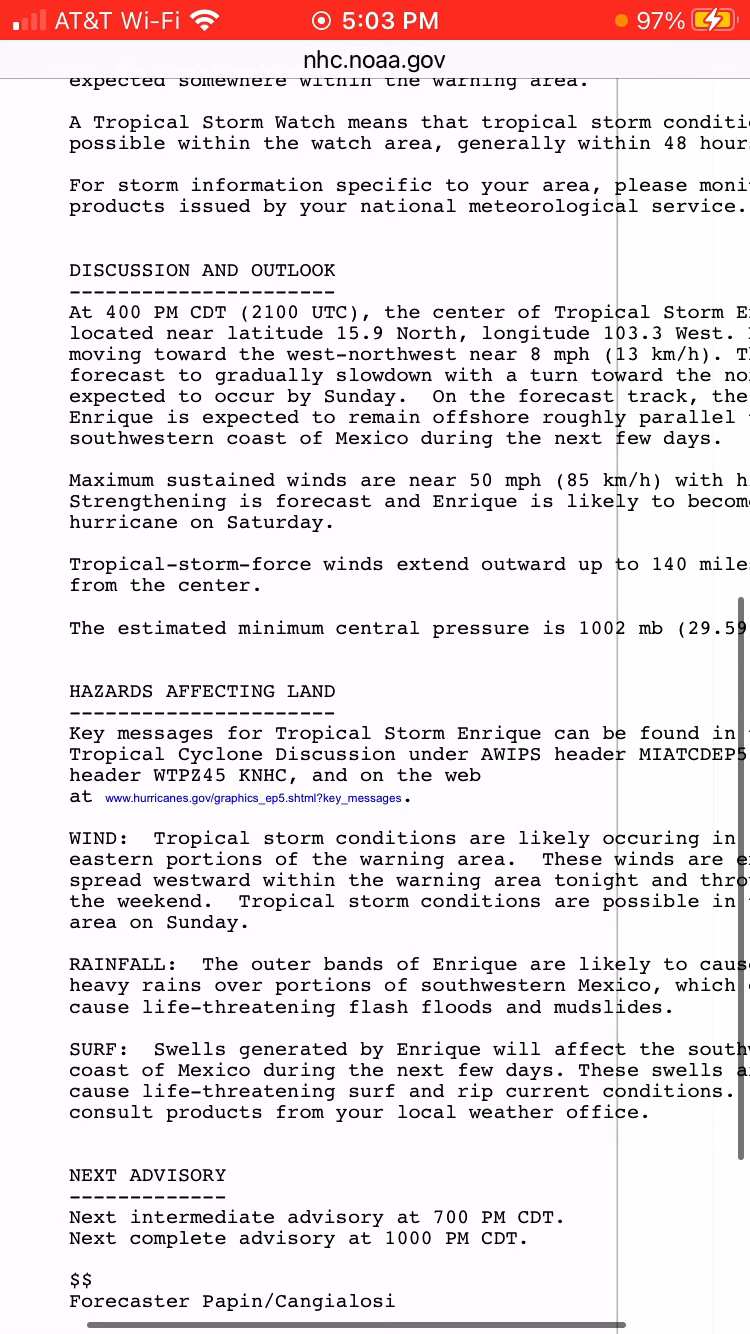 AT&T Wi-Fi 5:03 PM 97%
nhc.noaa.gov
expected somewhere within the warning area.
A Tropical Storm Watch means that tropical storm
possible within the watch area, generally within 48
For storm information specific to your area, please
products issued by your national meteorological service.
DISCUSSION AND OUTLOOK
----------------------
At 400 PM CDT (2100 UTC), the center of Tropical Storm
located near latitude 15.9 North, longitude 103.3 West.
moving toward the west-northwest near 8 mph (13 km/h).
forecast to gradually slowdown with a turn toward the
expected to occur by Sunday. On the forecast track, the
Enrique is expected to remain offshore roughly parallel
southwestern coast of Mexico during the next few days.
Maximum sustained winds are near 50 mph (85 km/h) with
Strengthening is forecast and Enrique is likely to
hurricane on Saturday.
Tropical-storm-force winds extend outward up to 140
from the center.
The estimated minimum central pressure is 1002 mb (29.59
HAZARDS AFFECTING LAND
----------------------
Key messages for Tropical Storm Enrique can be found in
Tropical Cyclone Discussion under AWIPS header MIATCDEP5
header WTPZ45 KNHC, and on the web
at www.hurricanes.gov/graphics_ep5.shtml?key_messages.
WIND: Tropical storm conditions are likely occuring in
eastern portions of the warning area. These winds are
spread westward within the warning area tonight and
the weekend. Tropical storm conditions are possible in
area on Sunday.
RAINFALL: The outer bands of Enrique are likely to
heavy rains over portions of southwestern Mexico, which
cause life-threatening flash floods and mudslides.
SURF: Swells generated by Enrique will affect the
coast of Mexico during the next few days. These swells
cause life-threatening surf and rip current conditions.
consult products from your local weather office.
NEXT ADVISORY
-------------
Next intermediate advisory at 700 PM CDT.
Next complete advisory at 1000 PM CDT.
$$
Forecaster Papin/Cangialosi